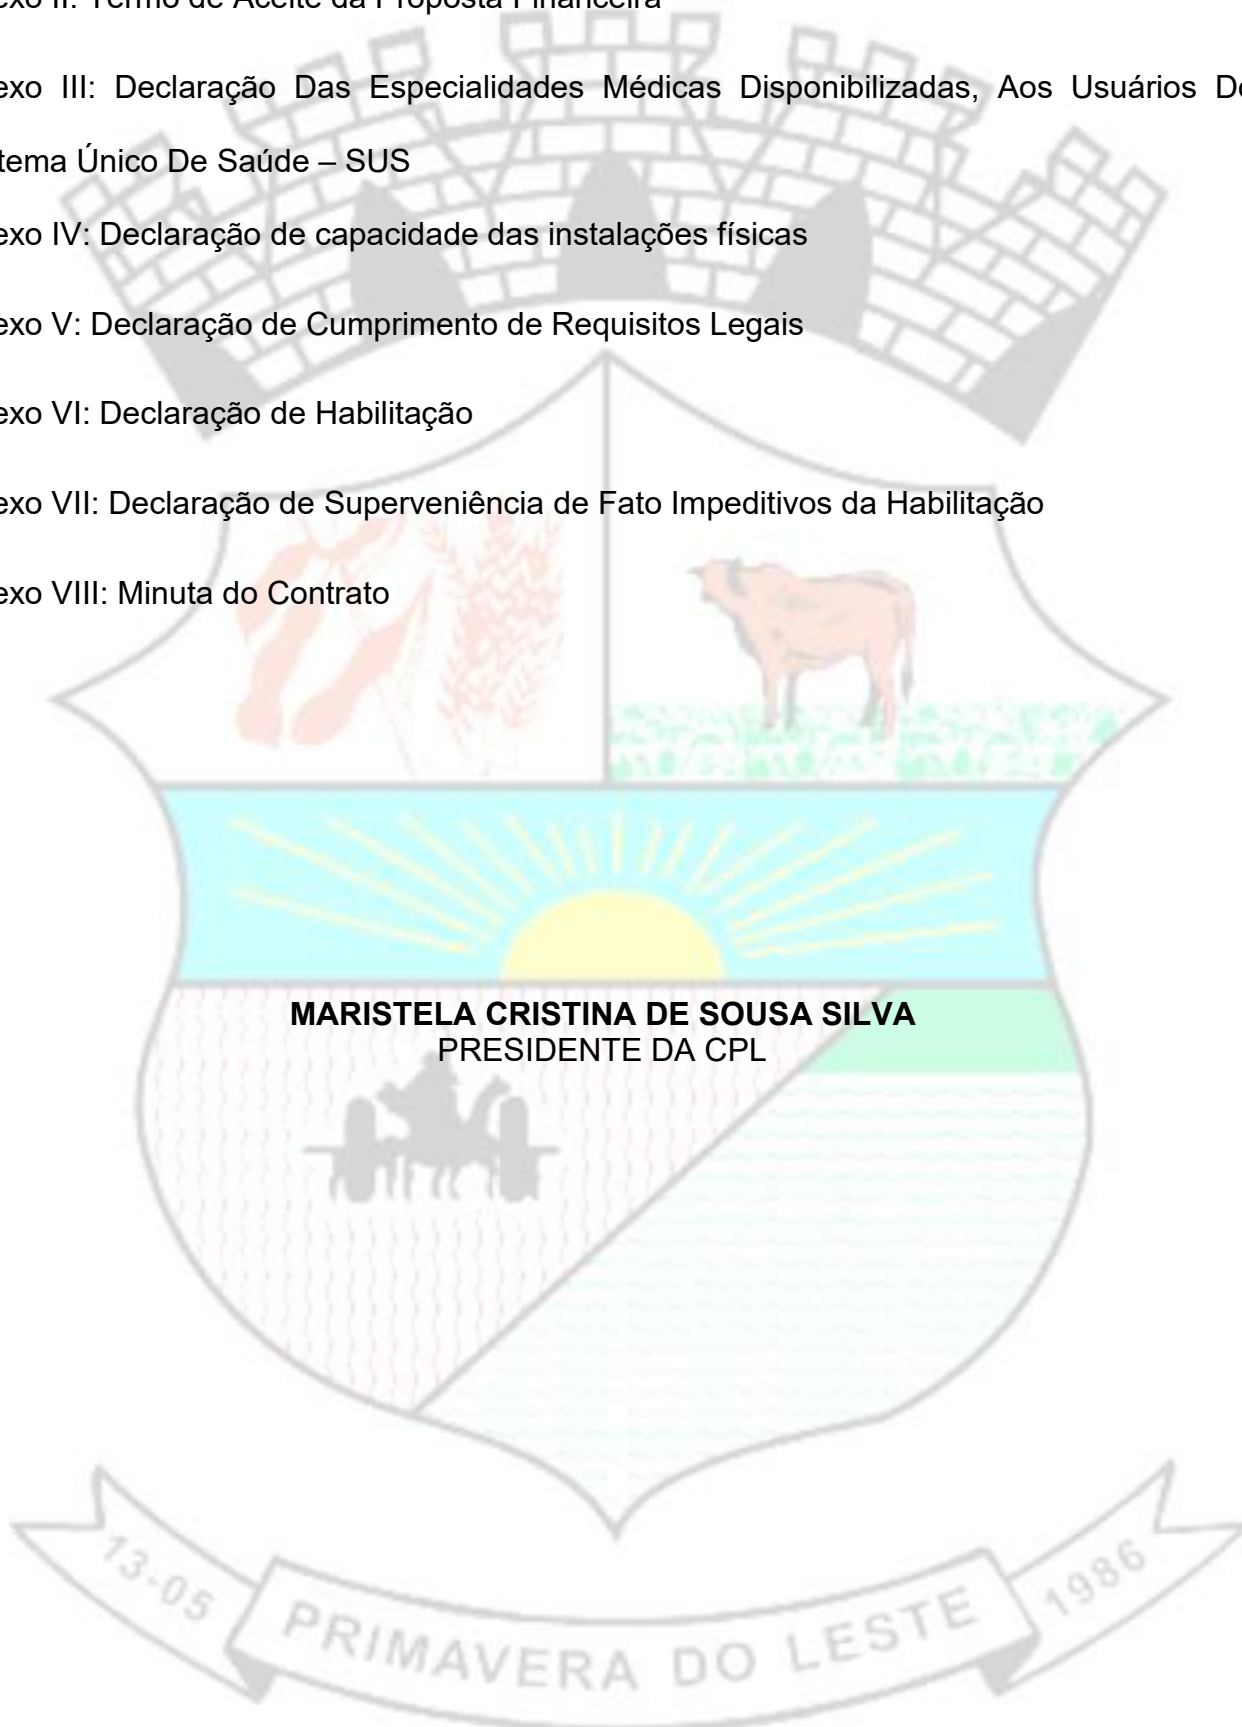 exo II: Termo de Aceite da Proposta Financeira
exo III: Declaração Das Especialidades Médicas Disponibilizadas, Aos Usuários Do
tema Único De Saúde – SUS
exo IV: Declaração de capacidade das instalações físicas
exo V: Declaração de Cumprimento de Requisitos Legais
exo VI: Declaração de Habilitação
exo VII: Declaração de Superveniência de Fato Impeditivos da Habilitação
exo VIII: Minuta do Contrato
MARISTELA CRISTINA DE SOUSA SILVA
PRESIDENTE DA CPL
13-05
PRIMAVERA DO LESTE
1986